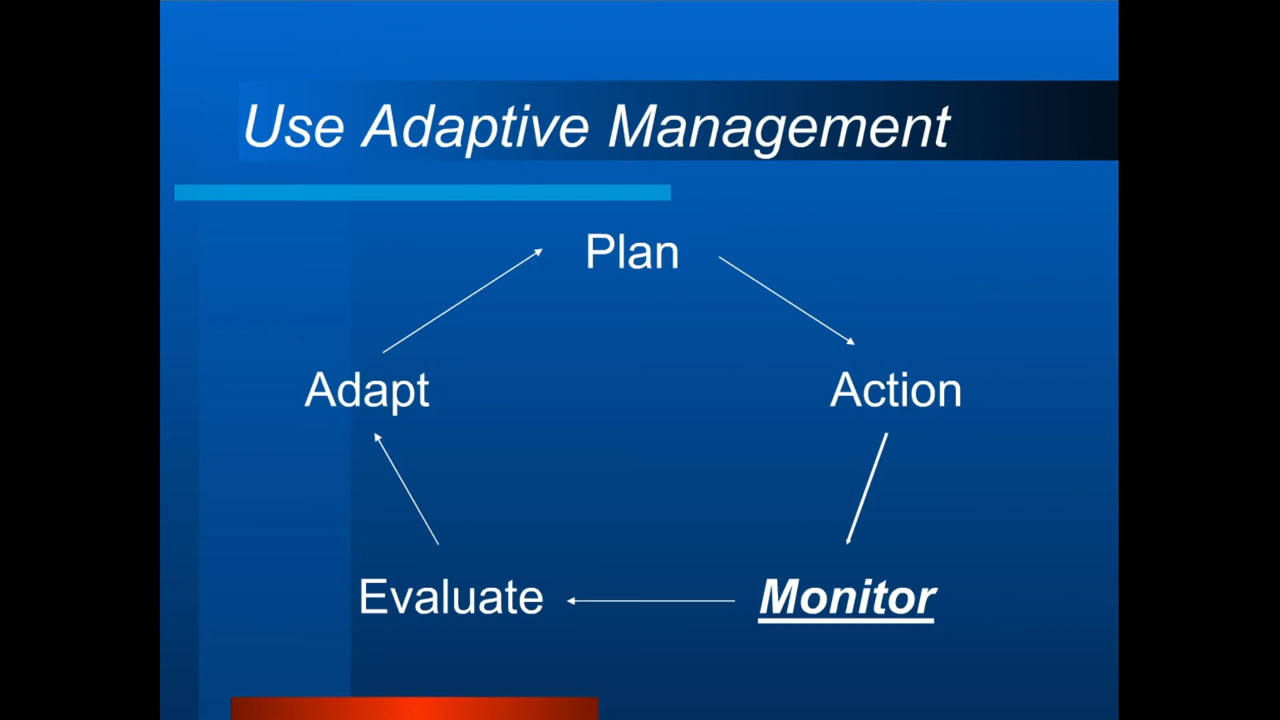 Use Adaptive Management
Plan
Adapt
Action
Evaluate
Monitor